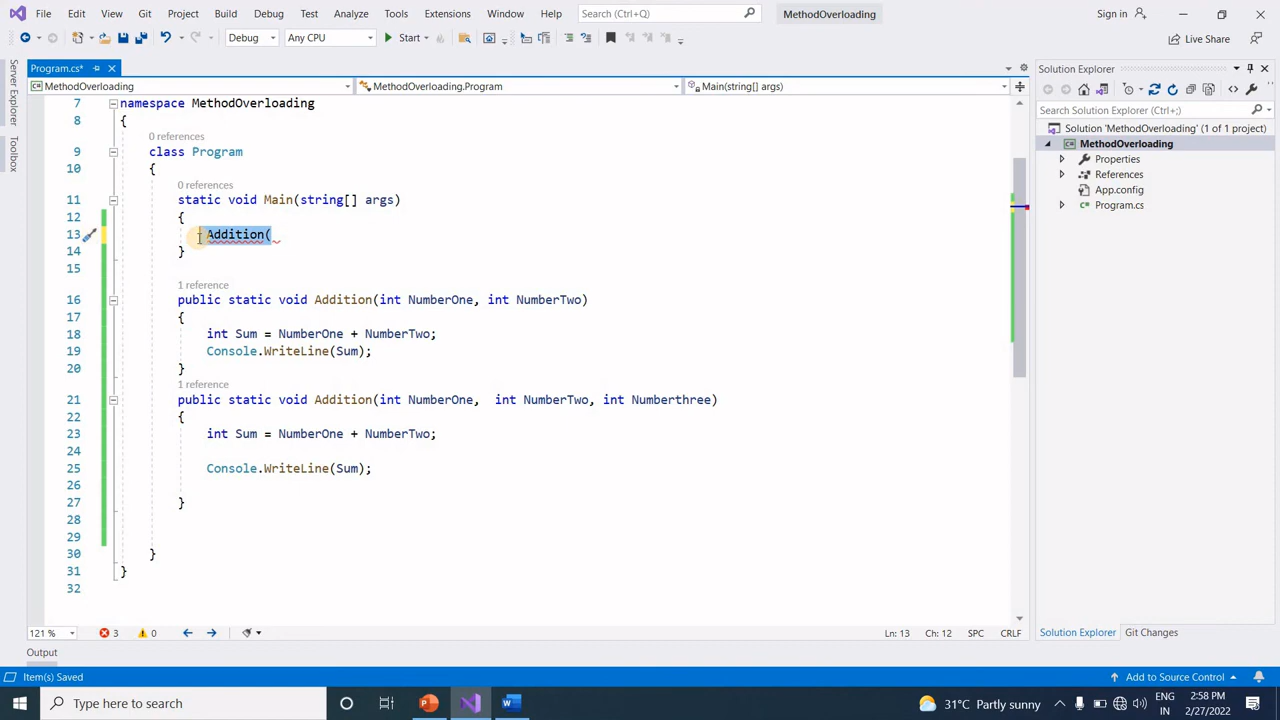 File Edit View Git Project Build Debug Test Analyze Tools Extensions Window Help Search (Ctrl+Q) MethodOverloading Sign in
Debug Any CPU Start Live Share
Program.cs* Solution Explorer
MethodOverloading MethodOverloading.Program Main(string[] args)
Server Explorer
Toolbox
Search Solution Explorer (Ctrl+;)
Solution 'MethodOverloading' (1 of 1 project)
MethodOverloading
Properties
References
App.config
Program.cs
7 namespace MethodOverloading
8 {
0 references
9 class Program
10 {
0 references
11 static void Main(string[] args)
12 {
13 Addition(
14 }
15
1 reference
16 public static void Addition(int NumberOne, int NumberTwo)
17 {
18 int Sum = NumberOne + NumberTwo;
19 Console.WriteLine(Sum);
20 }
1 reference
21 public static void Addition(int NumberOne,  int NumberTwo, int Numberthree)
22 {
23 int Sum = NumberOne + NumberTwo;
24
25 Console.WriteLine(Sum);
26
27 }
28
29
30 }
31 }
32
121 % 3 0 Ln: 13 Ch: 12 SPC CRLF
Solution Explorer Git Changes
Output
Item(s) Saved Add to Source Control
Type here to search 31°C Partly sunny ENG IN 2:58 PM 2/27/2022